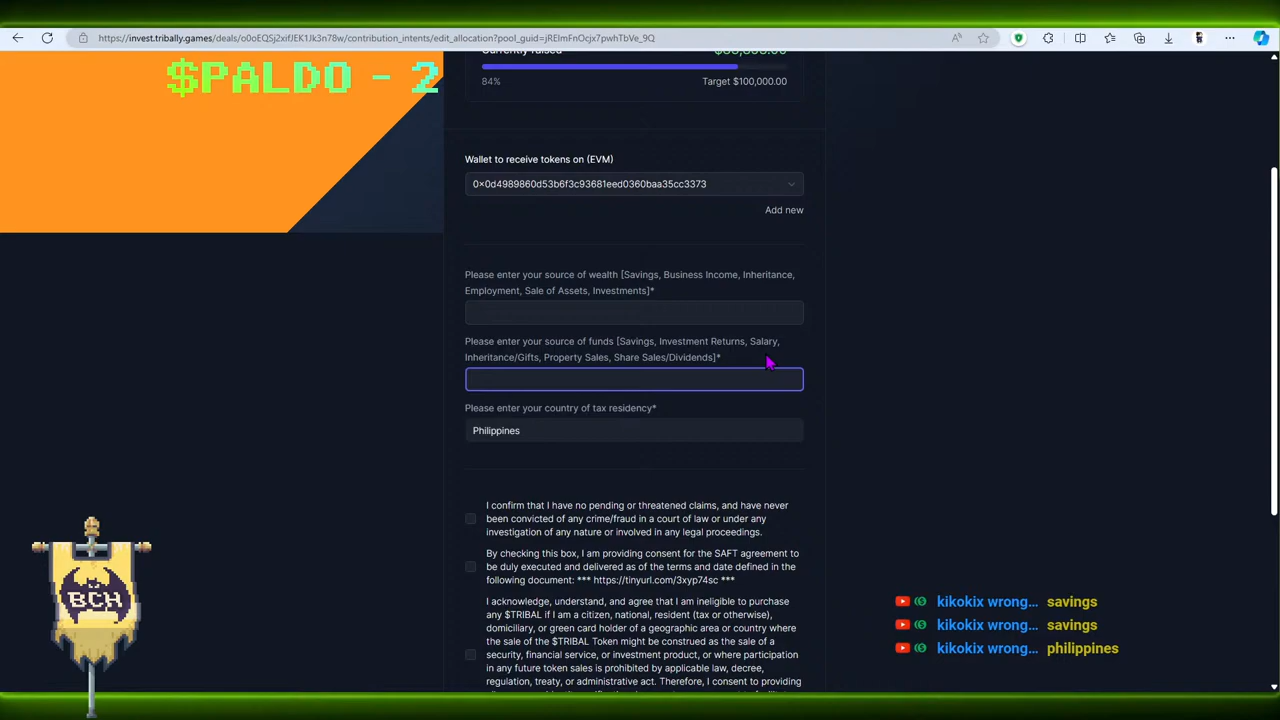 https://invest.tribally.games/deals/o0oEQSj2xifJEK1Jk3n78w/contribution_intents/edit_allocation?pool_guid=jREImFnOcjx7pwhTbVe_9Q
$PALDO - 2
Currently raised
84%
Target $100,000.00
Wallet to receive tokens on (EVM)
0x0d4989860d53b6f3c93681eed0360baa35cc3373
Add new
Please enter your source of wealth [Savings, Business Income, Inheritance,
Employment, Sale of Assets, Investments]*
Please enter your source of funds [Savings, Investment Returns, Salary,
Inheritance/Gifts, Property Sales, Share Sales/Dividends]*
Please enter your country of tax residency*
Philippines
I confirm that I have no pending or threatened claims, and have never
been convicted of any crime/fraud in a court of law or under any
investigation of any nature or involved in any legal proceedings.
By checking this box, I am providing consent for the SAFT agreement to
be duly executed and delivered as of the terms and date defined in the
following document: *** https://tinyurl.com/3xyp74sc ***
I acknowledge, understand, and agree that I am ineligible to purchase
any $TRIBAL if I am a citizen, national, resident (tax or otherwise),
domiciliary, or green card holder of a geographic area or country where
the sale of the $TRIBAL Token might be construed as the sale of a
security, financial service, or investment product, or where participation
in any future token sales is prohibited by applicable law, decree,
regulation, treaty, or administrative act. Therefore, I consent to providing
BCH
kikokix wrong... savings
kikokix wrong... savings
kikokix wrong... philippines